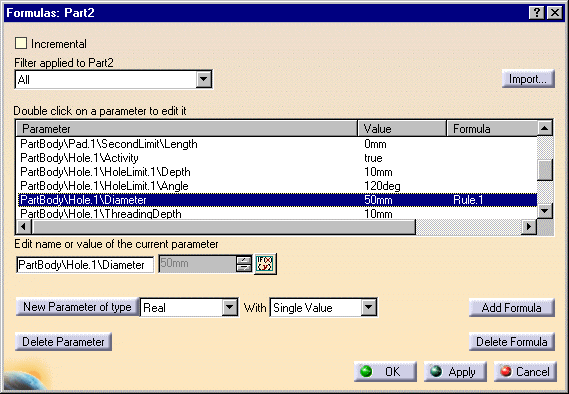 Formulas: Part2
Incremental
Filter applied to Part2
All
Import...
Double click on a parameter to edit it
Parameter Value Formula
PartBody\Pad.1\SecondLimit\Length 0mm
PartBody\Hole.1\Activity true
PartBody\Hole.1\HoleLimit.1\Depth 10mm
PartBody\Hole.1\HoleLimit.1\Angle 120deg
PartBody\Hole.1\Diameter 50mm Rule.1
PartBody\Hole.1\ThreadingDepth 10mm
Edit name or value of the current parameter
PartBody\Hole.1\Diameter 50mm
New Parameter of type Real With Single Value Add Formula
Delete Parameter Delete Formula
OK Apply Cancel